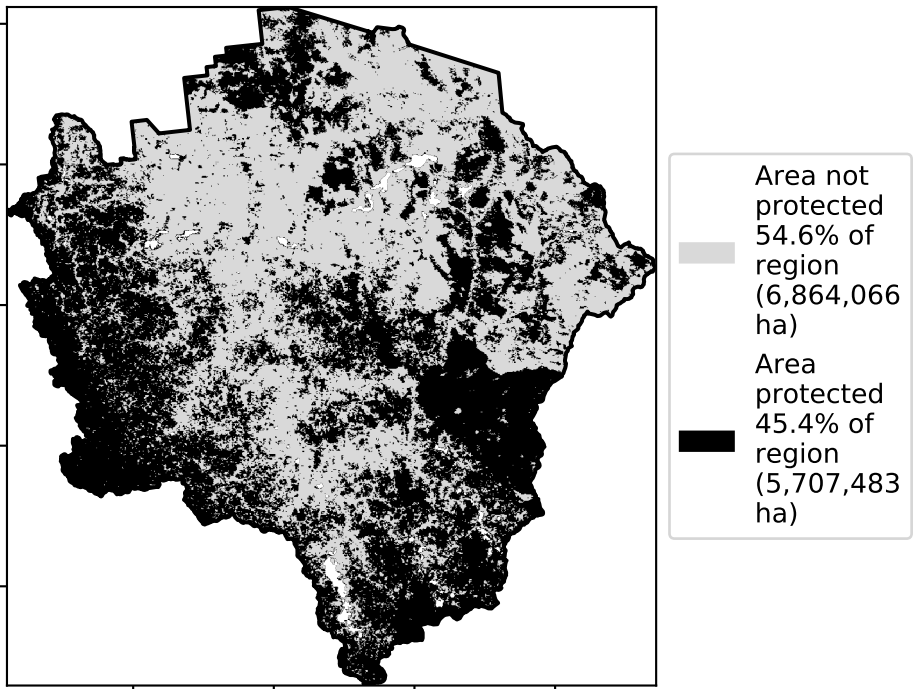 Area not
protected
54.6% of
region
(6,864,066
ha)
Area
protected
45.4% of
region
(5,707,483
ha)